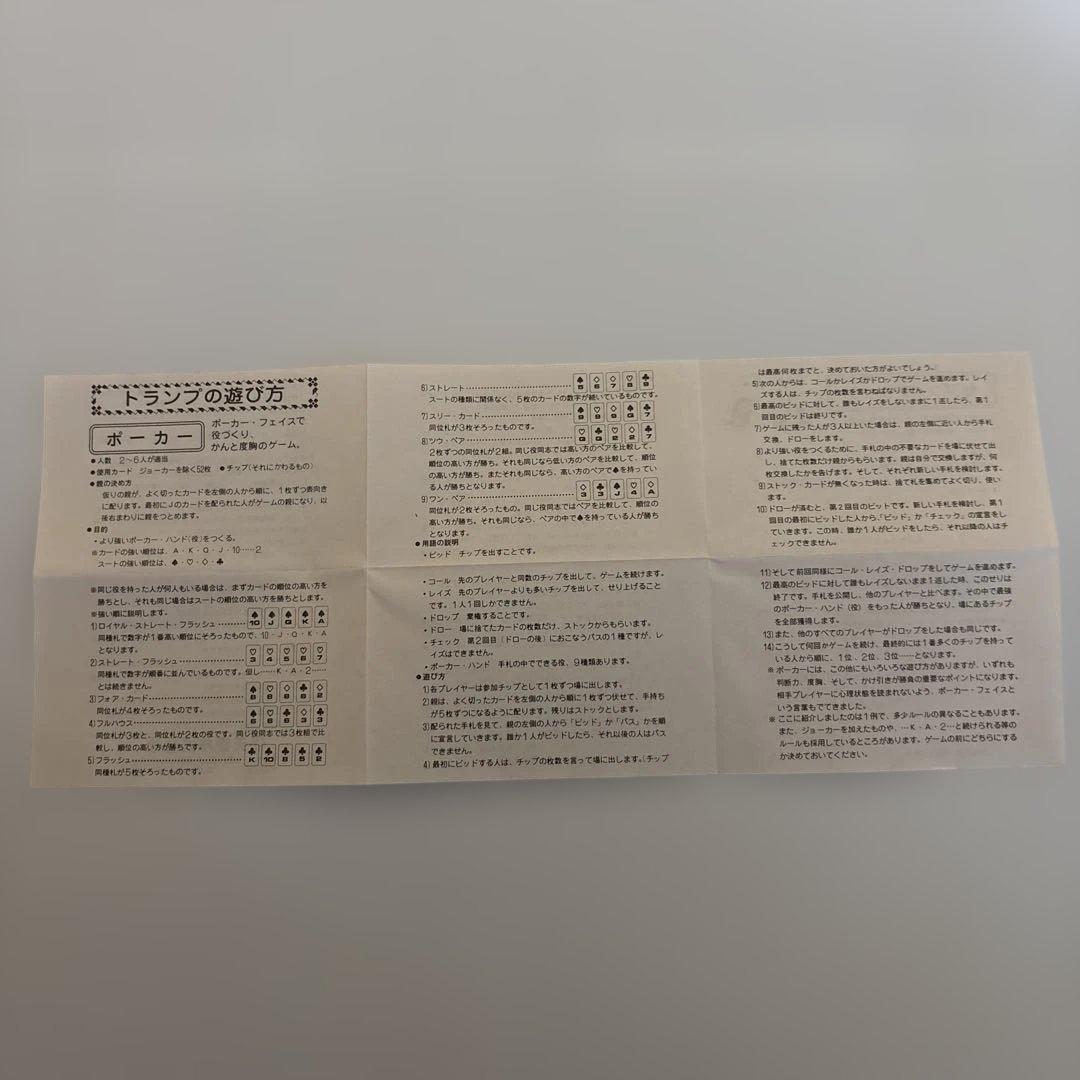 トランプの遊び方
ポーカー
ポーカー・フェイスで
役づくり、
かんと度胸のゲーム。
●人数 2〜6人が適当
●使用カード ジョーカーを除く52枚 ●チップ(それにかわるもの)
●親の決め方
仮りの親が、よく切ったカードを左側の人から順に、1枚ずつ表向き
に配ります。最初にJのカードを配られた人がゲームの親になり、以
後右まわりに親をつとめます。
●目的
・より強いポーカー・ハンド(役)をつくる。
※カードの強い順位は、A・K・Q・J・10……2
スートの強い順は、♠・♡・♢・♣
※同じ役を持った人が何人もいる場合は、まずカードの順位の高い方を
勝ちとし、それも同じ場合はスートの順位の高い方を勝ちとします。
※強い順に説明します。
1)ロイヤル・ストレート・フラッシュ……… ♠10 ♠J ♠Q ♠K ♠A
同種札で数字が1番高い順位にそろったもので、10・J・Q・K・A
となります。
2)ストレート・フラッシュ……… ♡3 ♡4 ♡5 ♡6 ♡7
同種札で数字が順番に並んでいるものです。但し……K・A・2……
とは続きません。
3)フォア・カード……… ♠8 ♡8 ♢8 ♣8 ♢2
同位札が4枚そろったものです。
4)フルハウス……… ♠6 ♡6 ♢6 ♣3 ♢3
同位札が3枚と、同位札が2枚の役です。同じ役同志では3枚組で比
較し、順位の高い方が勝ちです。
5)フラッシュ……… ♣K ♣10 ♣8 ♣5 ♣2
同種札が5枚そろったものです。
6)ストレート……… ♠5 ♢6 ♢7 ♡8 ♣9
スートの種類に関係なく、5枚のカードの数字が続いているものです。
7)スリー・カード……… ♠9 ♡9 ♢9 ♠Q ♣7
同位札が3枚そろったものです。
8)ツウ・ペア……… ♡Q ♣Q ♡2 ♢2 ♣7
2枚ずつの同位札が2組。同じ役同志では高い方のペアを比較して、
順位の高い方が勝ち。それも同じなら低い方のペアを比較して、順位
の高い方が勝ち。またそれも同じなら、高い方のペアで♠を持ってい
る人が勝ちとなります。
9)ワン・ペア……… ♢3 ♣3 ♠J ♡4 ♢A
同位札が2枚そろったもの。同じ役同志ではペアを比較して、順位の
高い方が勝ち。それも同じなら、ペアの中で♠を持っている人が勝ち
となります。
●用語の説明
・ビッド チップを出すことです。
・コール 先のプレイヤーと同数のチップを出して、ゲームを続けます。
・レイズ 先のプレイヤーよりも多いチップを出して、せり上げること
です。1人1回しかできません。
・ドロップ 棄権することです。
・ドロー 場に捨てたカードの枚数だけ、ストックからもらいます。
・チェック 第2回目(ドローの後)におこなうパスの1種ですが、レ
イズはできません。
・ポーカー・ハンド 手札の中でできる役、9種類あります。
●遊び方
1)各プレイヤーは参加チップとして1枚ずつ場に出します。
2)親は、よく切ったカードを左側の人から順に1枚ずつ伏せて、手持ち
が5枚ずつになるように配ります。残りはストックとします。
3)配られた手札を見て、親の左側の人から「ビッド」か「パス」かを順
に宣言していきます。誰か1人がビッドしたら、それ以後の人はパス
できません。
4)最初にビッドする人は、チップの枚数を言って場に出します。(チップ
は最高何枚までと、決めておいた方がよいでしょう。
5)次の人からは、コールかレイズかドロップでゲームを進めます。レイ
ズする人は、チップの枚数を言わねばなりません。
6)最高のビッドに対して、誰もレイズをしないままに1巡したら、第1
回目のビッドは終りです。
7)ゲームに残った人が3人以上いた場合は、親の左側に近い人から手札
交換、ドローをします。
8)より強い役をつくるために、手札の中の不要なカードを場に伏せて出
し、捨てた枚数だけ親からもらいます。親は自分で交換しますが、何
枚交換したかを告げます。そして、それぞれ新しい手札を検討します。
9)ストック・カードが無くなった時は、捨て札を集めてよく切り、使い
ます。
10)ドローが済むと、第2回目のビットです。新しい手札を検討し、第1
回目の最初にビッドした人から、「ビッド」か「チェック」の宣言をし
ていきます。この時、誰か1人がビッドをしたら、それ以降の人はチ
ェックできません。
11)そして前回同様にコール・レイズ・ドロップをしてゲームを進めます。
12)最高のビッドに対して誰もレイズしないまま1巡した時、このせりは
終了です。手札を公開し、他のプレイヤーと比べます。その中で最強
のポーカー・ハンド(役)をもった人が勝ちとなり、場にあるチップ
を全部獲得します。
13)また、他のすべてのプレイヤーがドロップをした場合も同じです。
14)こうして何回かゲームを続け、最終的には1番多くのチップを持って
いる人から順に、1位、2位、3位……となります。
※ポーカーには、この他にもいろいろな遊び方がありますが、いずれも
判断力、度胸、そして、かけ引きが勝負の重要なポイントになります。
相手プレイヤーに心理状態を読まれないよう、ポーカー・フェイスと
いう言葉もでてきました。
※ここに紹介しましたのは1例で、多少ルールの異なることもあります。
また、ジョーカーを加えたものや、…K・A・2…と続けられる等の
ルールも採用しているところがあります。ゲームの前にどちらにする
か決めておいてください。